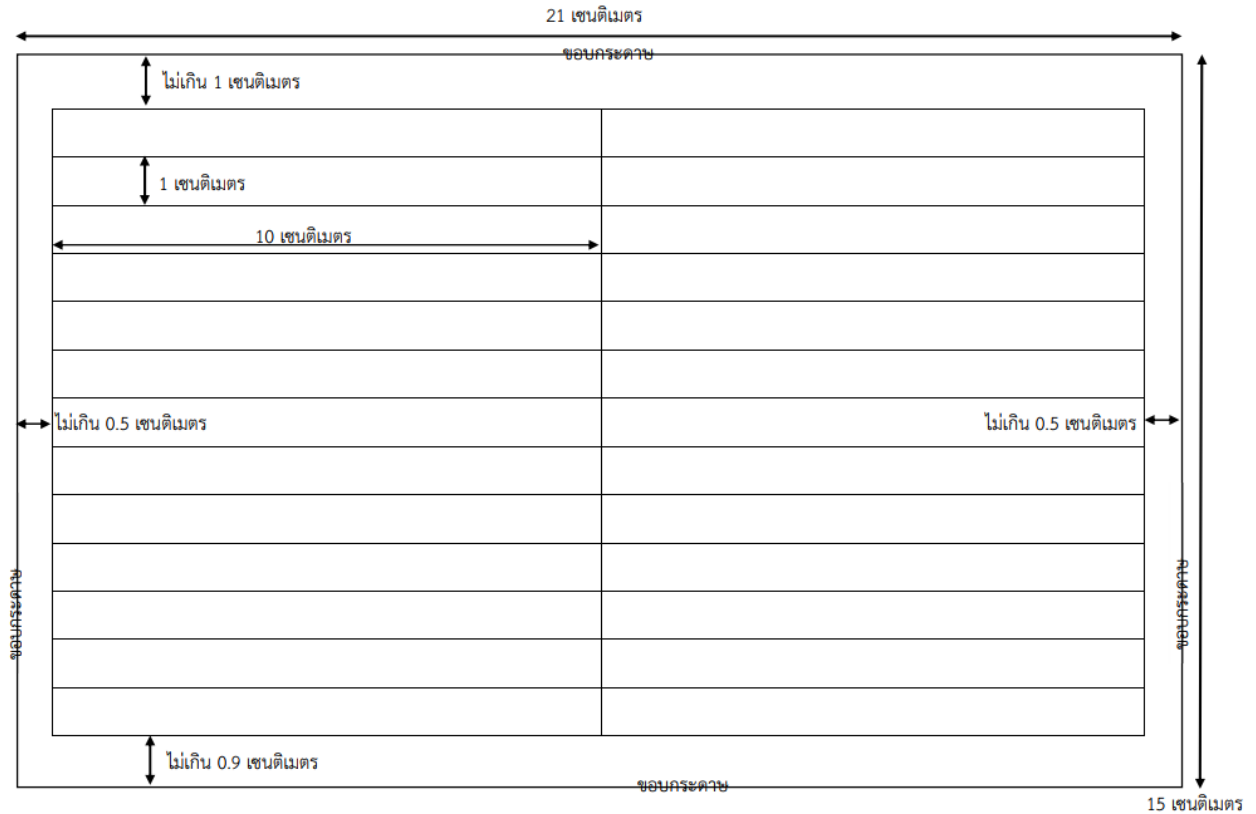 21 เซนติเมตร
ขอบกระดาษ
ไม่เกิน 1 เซนติเมตร
1 เซนติเมตร
10 เซนติเมตร
ไม่เกิน 0.5 เซนติเมตร
ไม่เกิน 0.5 เซนติเมตร
ขอบกระดาษ
ขอบกระดาษ
ไม่เกิน 0.9 เซนติเมตร
ขอบกระดาษ
15 เซนติเมตร